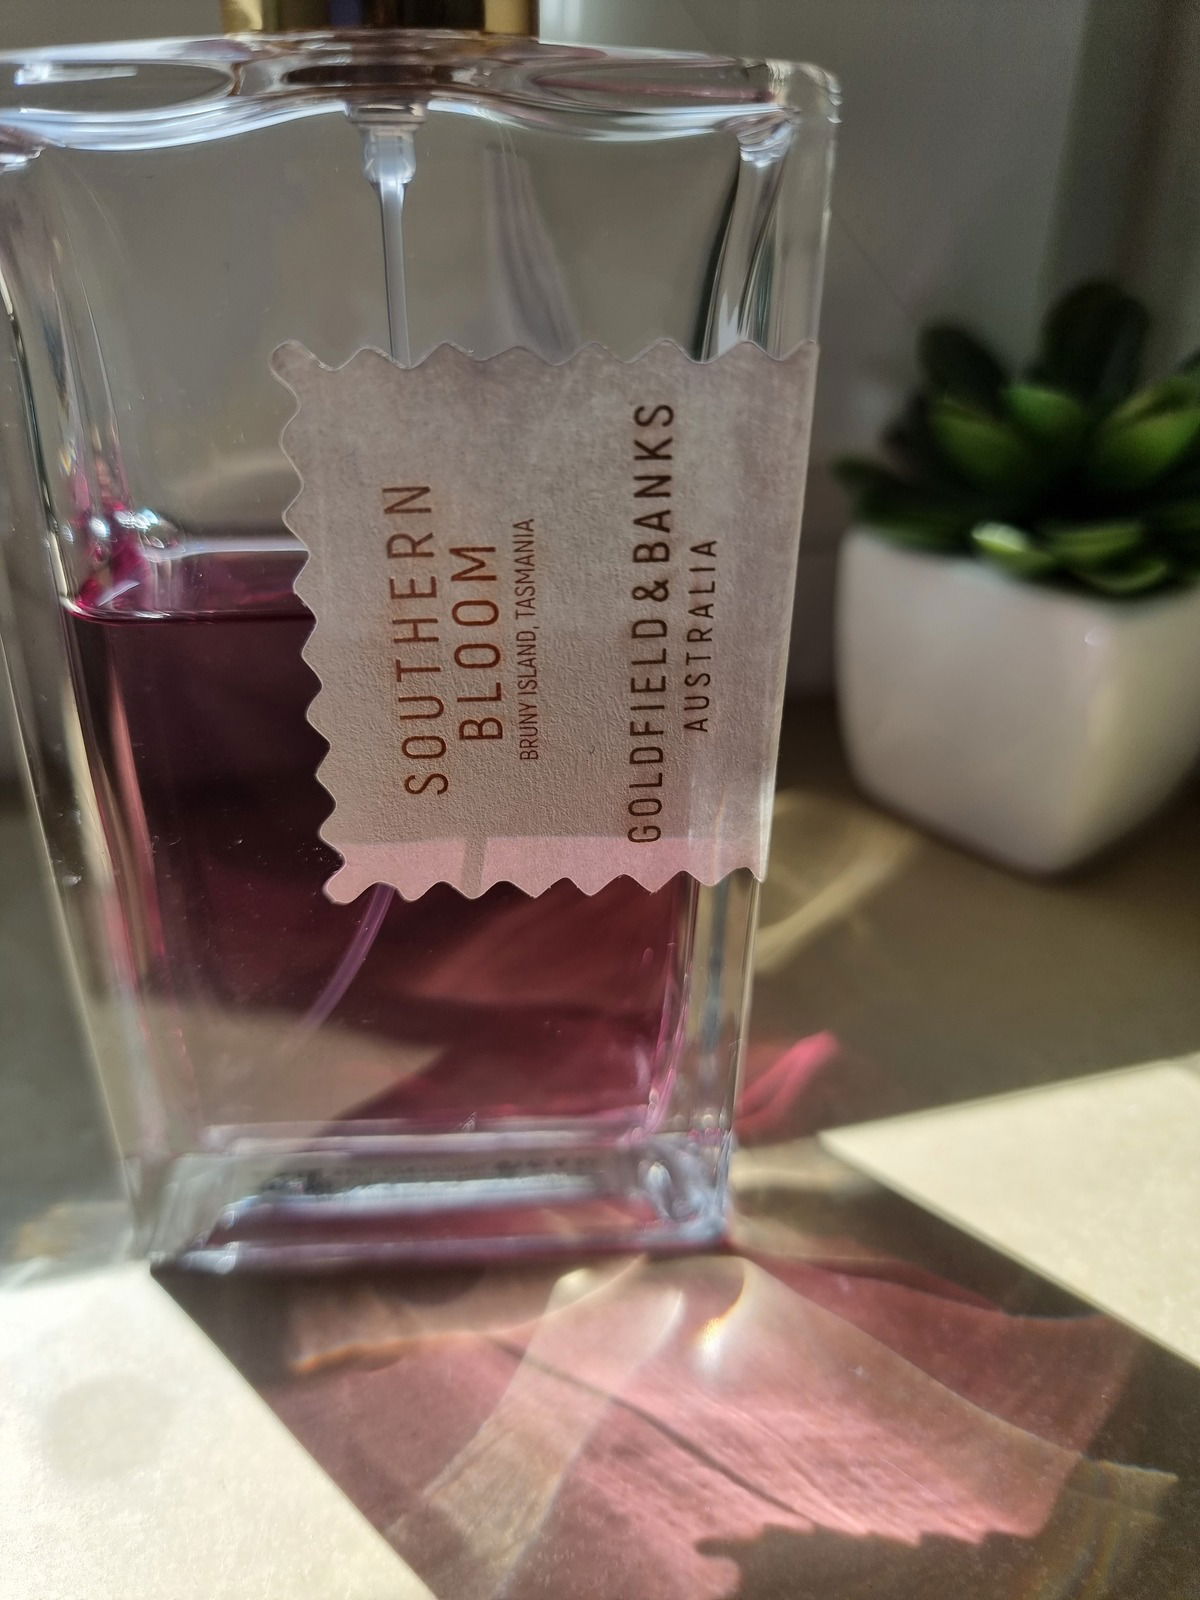 SOUTHERN
BLOOM
BRUNY ISLAND, TASMANIA
GOLDFIELD & BANKS
AUSTRALIA